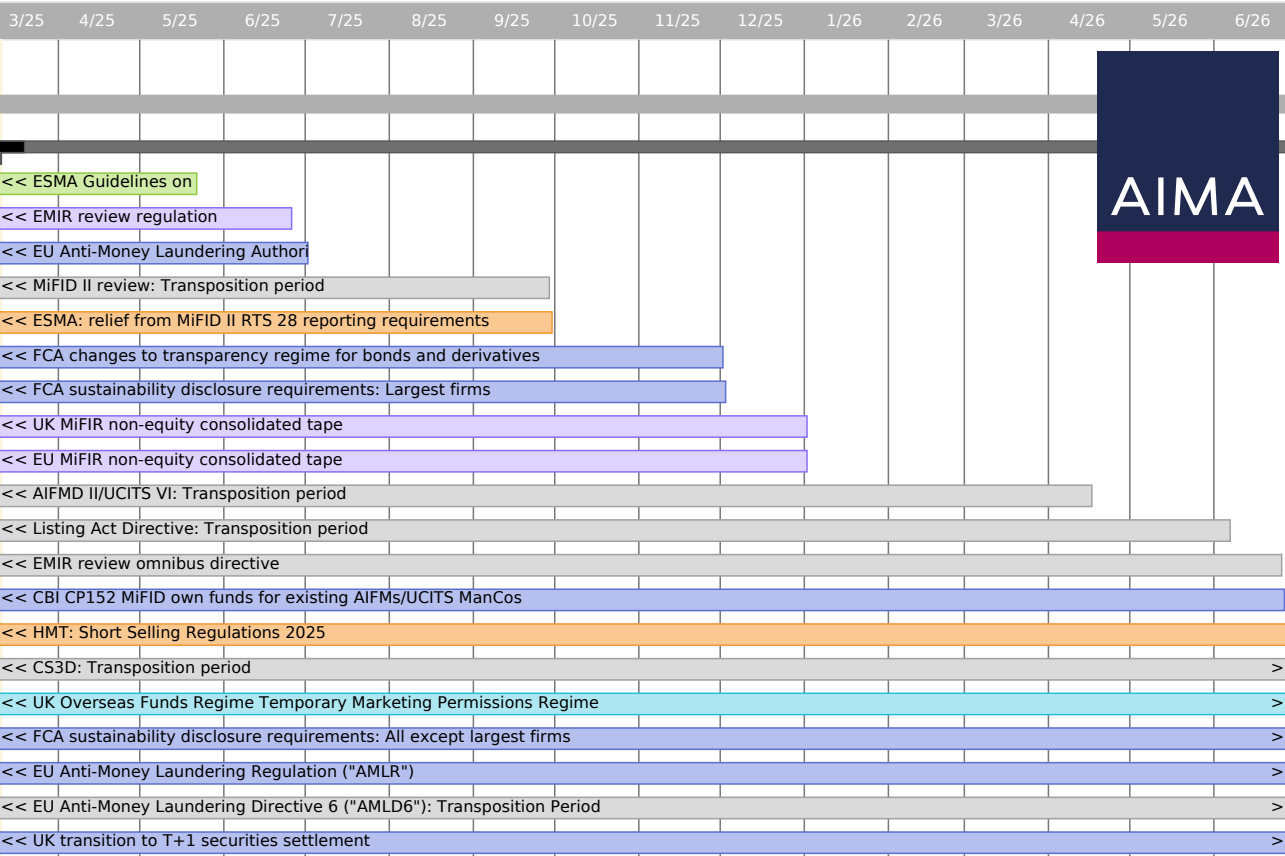 3/25 4/25 5/25 6/25 7/25 8/25 9/25 10/25 11/25 12/25 1/26 2/26 3/26 4/26 5/26 6/26
AIMA
<< ESMA Guidelines on
<< EMIR review regulation
<< EU Anti-Money Laundering Authori
<< MiFID II review: Transposition period
<< ESMA: relief from MiFID II RTS 28 reporting requirements
<< FCA changes to transparency regime for bonds and derivatives
<< FCA sustainability disclosure requirements: Largest firms
<< UK MiFIR non-equity consolidated tape
<< EU MiFIR non-equity consolidated tape
<< AIFMD II/UCITS VI: Transposition period
<< Listing Act Directive: Transposition period
<< EMIR review omnibus directive
<< CBI CP152 MiFID own funds for existing AIFMs/UCITS ManCos
<< HMT: Short Selling Regulations 2025
<< CS3D: Transposition period >
<< UK Overseas Funds Regime Temporary Marketing Permissions Regime >
<< FCA sustainability disclosure requirements: All except largest firms >
<< EU Anti-Money Laundering Regulation ("AMLR") >
<< EU Anti-Money Laundering Directive 6 ("AMLD6"): Transposition Period >
<< UK transition to T+1 securities settlement >